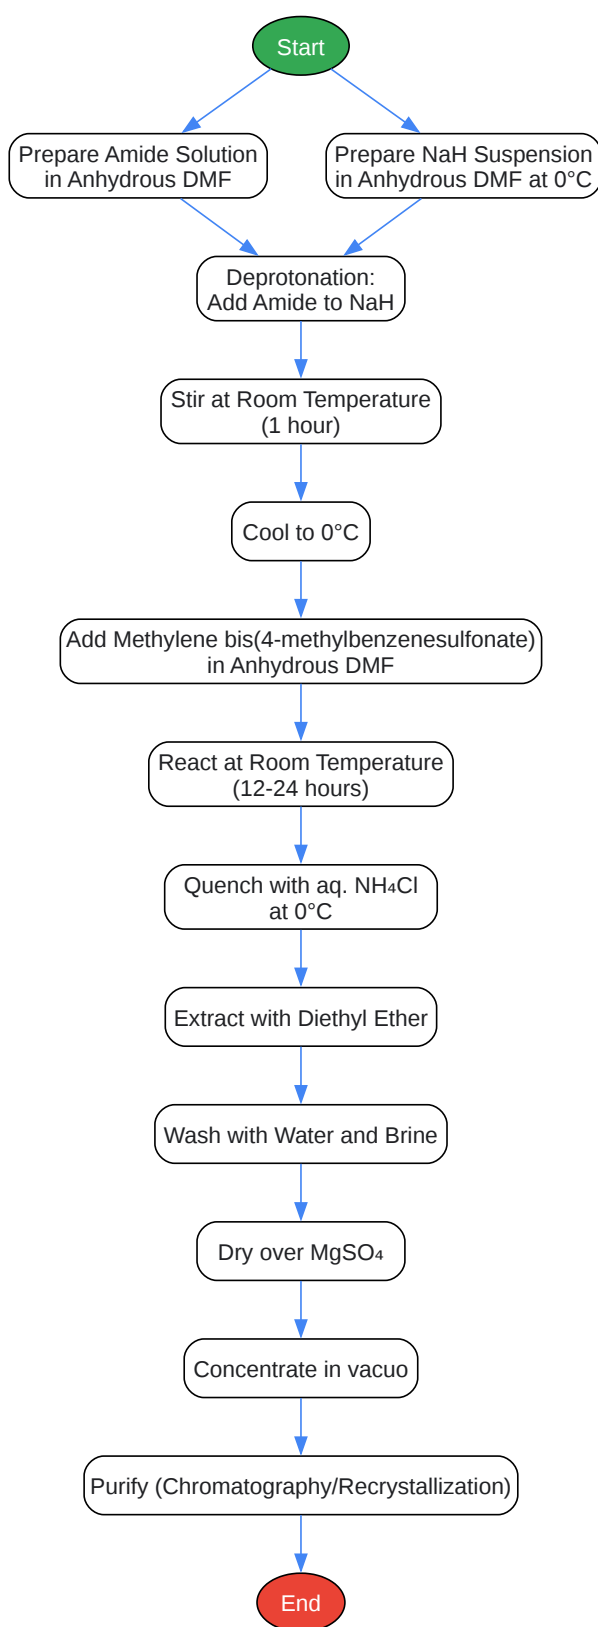 Start
Prepare Amide Solution
in Anhydrous DMF
Prepare NaH Suspension
in Anhydrous DMF at 0°C
Deprotonation:
Add Amide to NaH
Stir at Room Temperature
(1 hour)
Cool to 0°C
Add Methylene bis(4-methylbenzenesulfonate)
in Anhydrous DMF
React at Room Temperature
(12-24 hours)
Quench with aq. NH₄Cl
at 0°C
Extract with Diethyl Ether
Wash with Water and Brine
Dry over MgSO₄
Concentrate in vacuo
Purify (Chromatography/Recrystallization)
End